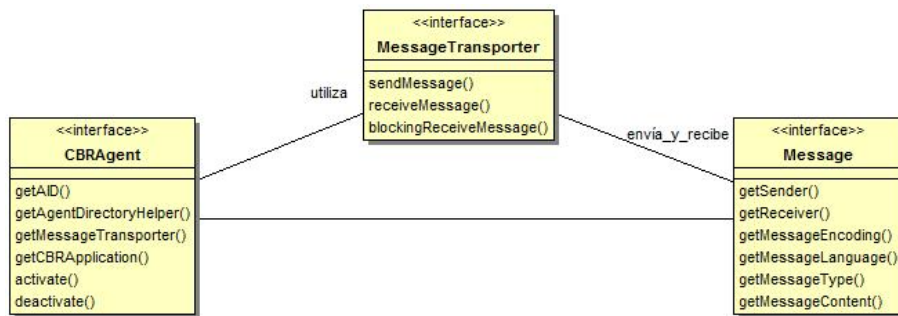 <<interface>>
MessageTransporter
sendMessage()
receiveMessage()
blockingReceiveMessage()
utiliza
envía_y_recibe
<<interface>>
CBRAgent
getAID()
getAgentDirectoryHelper()
getMessageTransporter()
getCBRApplication()
activate()
deactivate()
<<interface>>
Message
getSender()
getReceiver()
getMessageEncoding()
getMessageLanguage()
getMessageType()
getMessageContent()